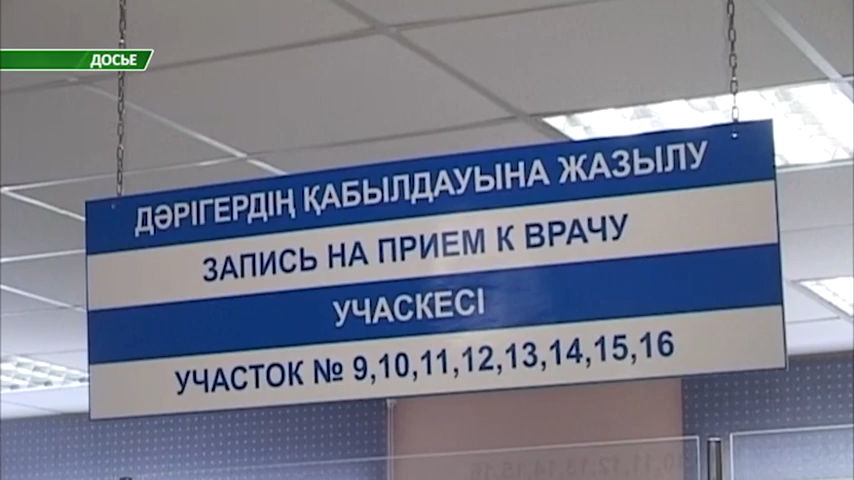 ДОСЬЕ
ДӘРІГЕРДІҢ ҚАБЫЛДАУЫНА ЖАЗЫЛУ
ЗАПИСЬ НА ПРИЕМ К ВРАЧУ
УЧАСКЕСІ
УЧАСТОК № 9,10,11,12,13,14,15,16